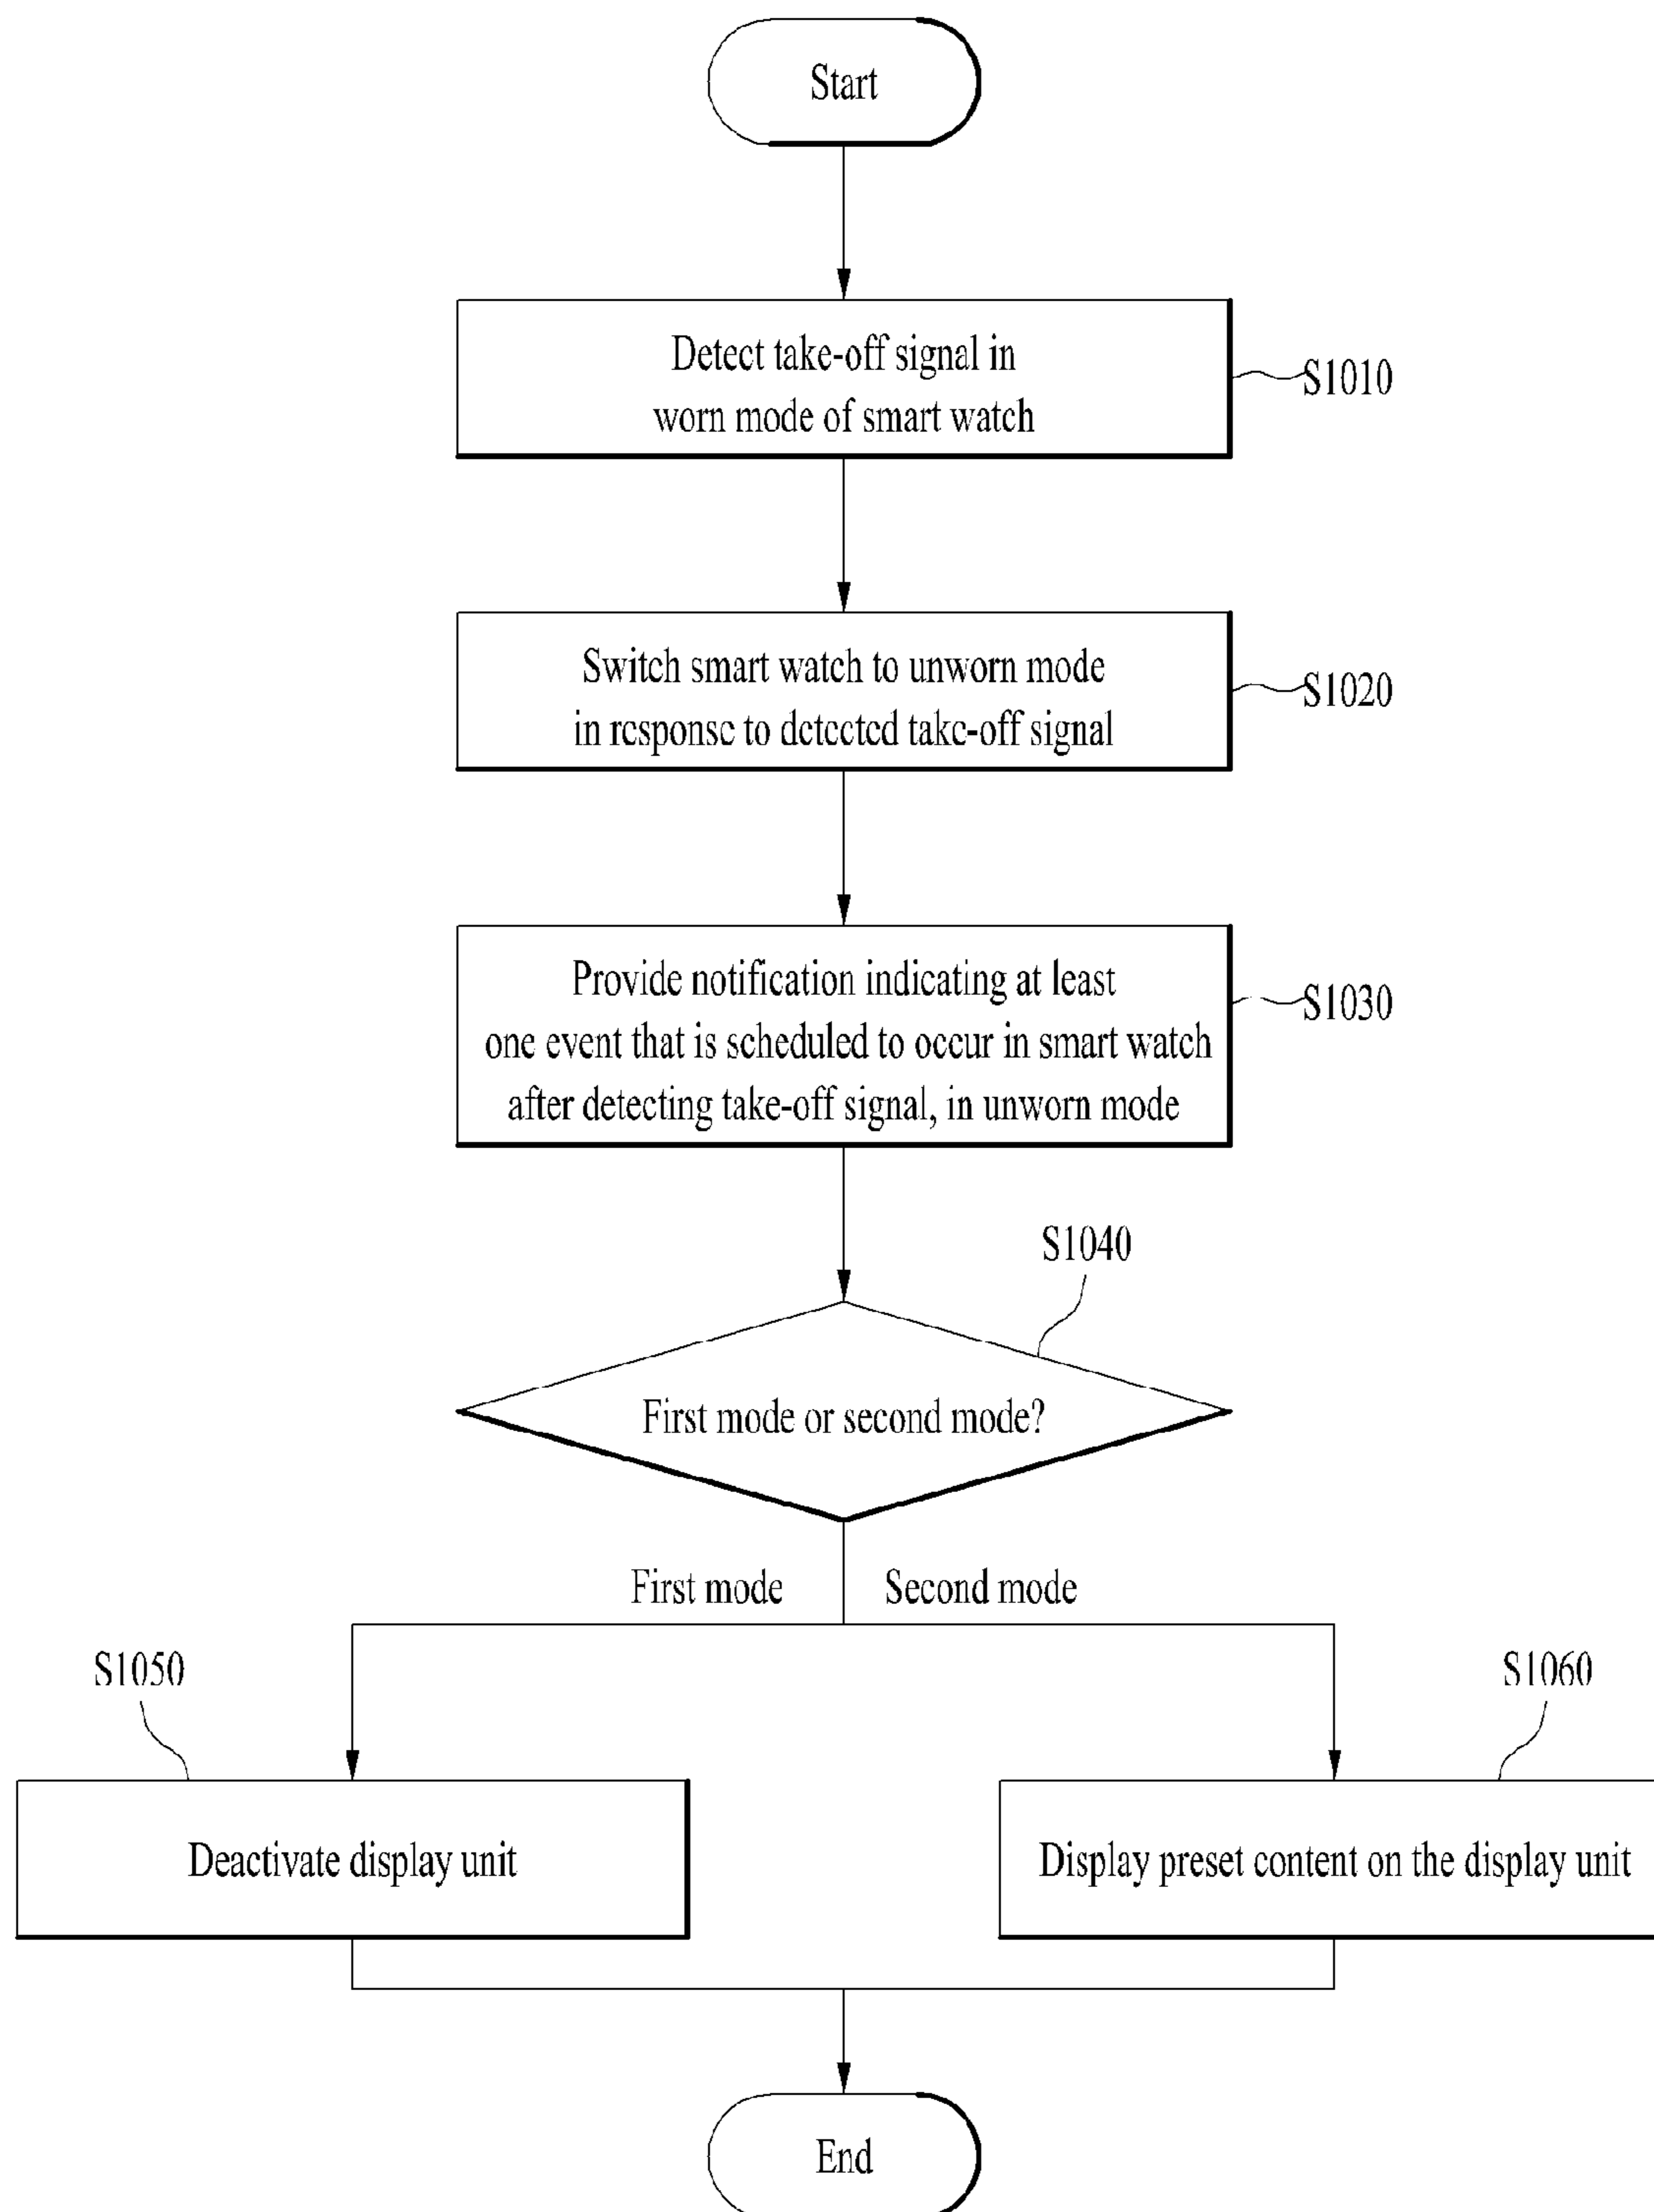 Start
Detect take-off signal in
worn mode of smart watch
S1010
Switch smart watch to unworn mode
in response to detected take-off signal
S1020
Provide notification indicating at least
one event that is scheduled to occur in smart watch
after detecting take-off signal, in unworn mode
S1030
S1040
First mode or second mode?
First mode
Second mode
S1050
S1060
Deactivate display unit
Display preset content on the display unit
End